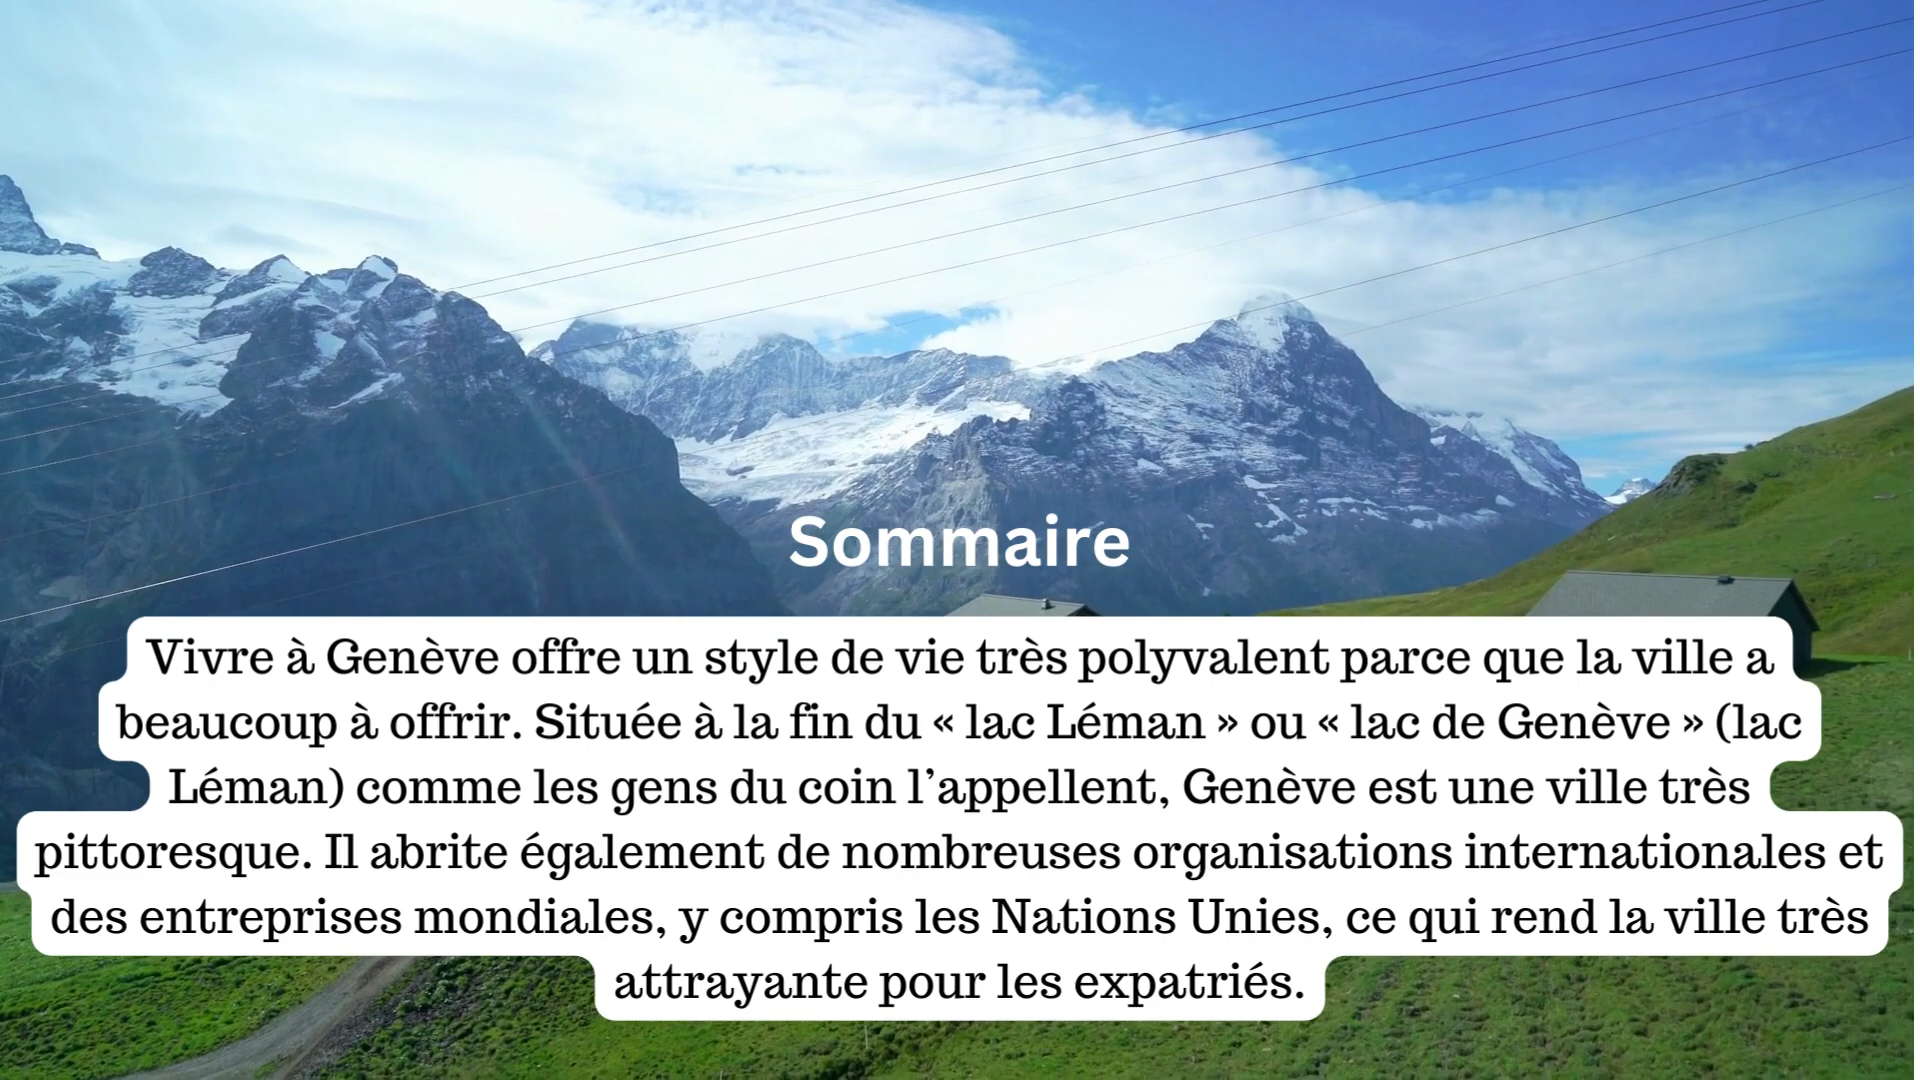 Sommaire
Vivre à Genève offre un style de vie très polyvalent parce que la ville a
beaucoup à offrir. Située à la fin du « lac Léman » ou « lac de Genève » (lac
Léman) comme les gens du coin l’appellent, Genève est une ville très
pittoresque. Il abrite également de nombreuses organisations internationales et
des entreprises mondiales, y compris les Nations Unies, ce qui rend la ville très
attrayante pour les expatriés.